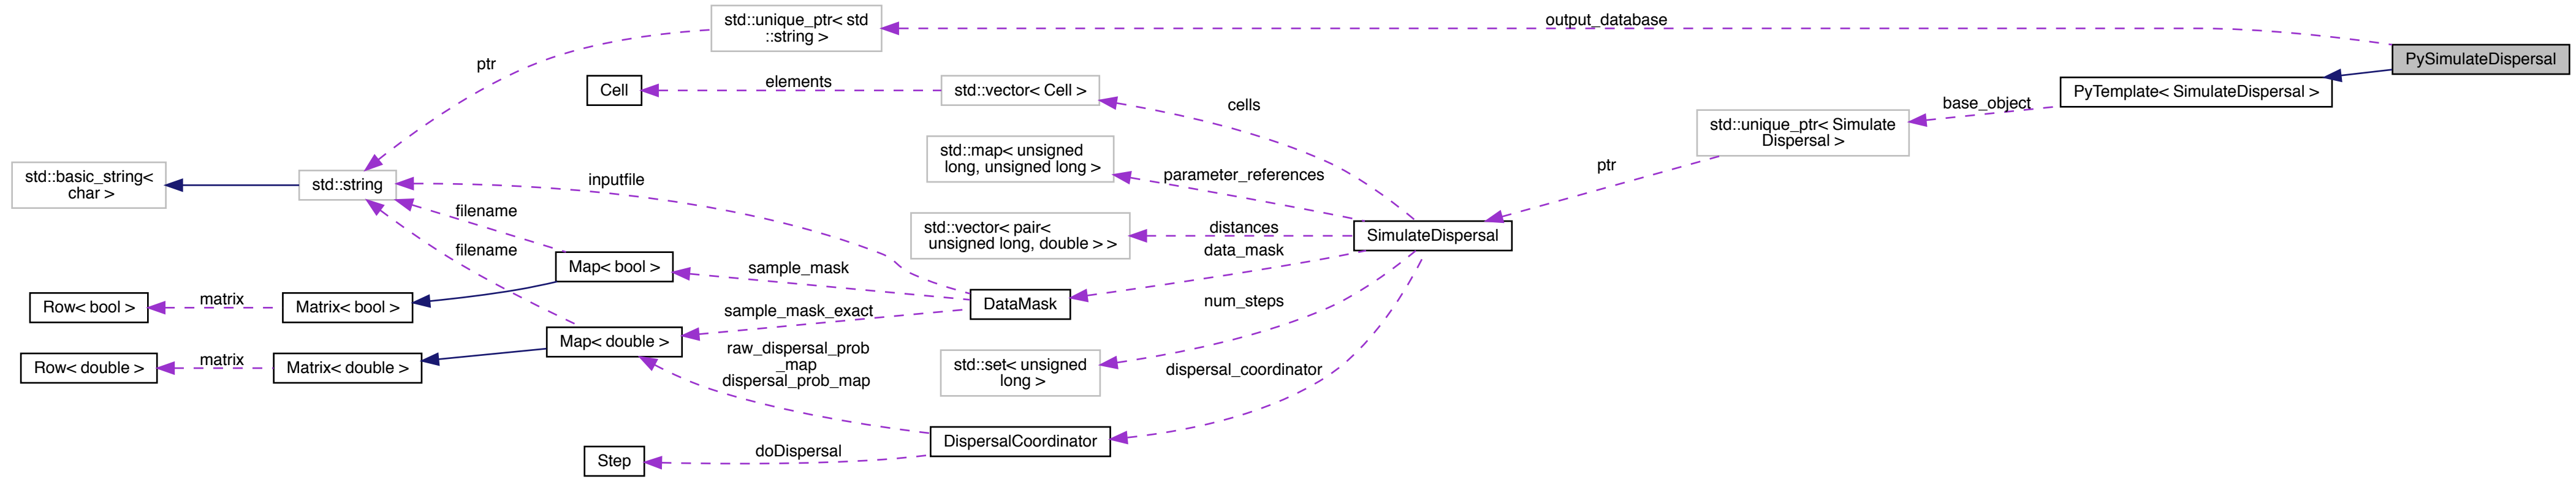 std::unique_ptr< std
::string >
output_database
PySimulateDispersal
ptr
Cell
elements
std::vector< Cell >
cells
PyTemplate< SimulateDispersal >
base_object
std::unique_ptr< Simulate
Dispersal >
std::map< unsigned
long, unsigned long >
parameter_references
ptr
std::basic_string<
char >
std::string
inputfile
filename
std::vector< pair<
unsigned long, double > >
distances
SimulateDispersal
data_mask
filename
Map< bool >
sample_mask
Row< bool >
matrix
Matrix< bool >
DataMask
num_steps
sample_mask_exact
Map< double >
raw_dispersal_prob
_map
dispersal_prob_map
Row< double >
matrix
Matrix< double >
std::set< unsigned
long >
dispersal_coordinator
DispersalCoordinator
Step
doDispersal